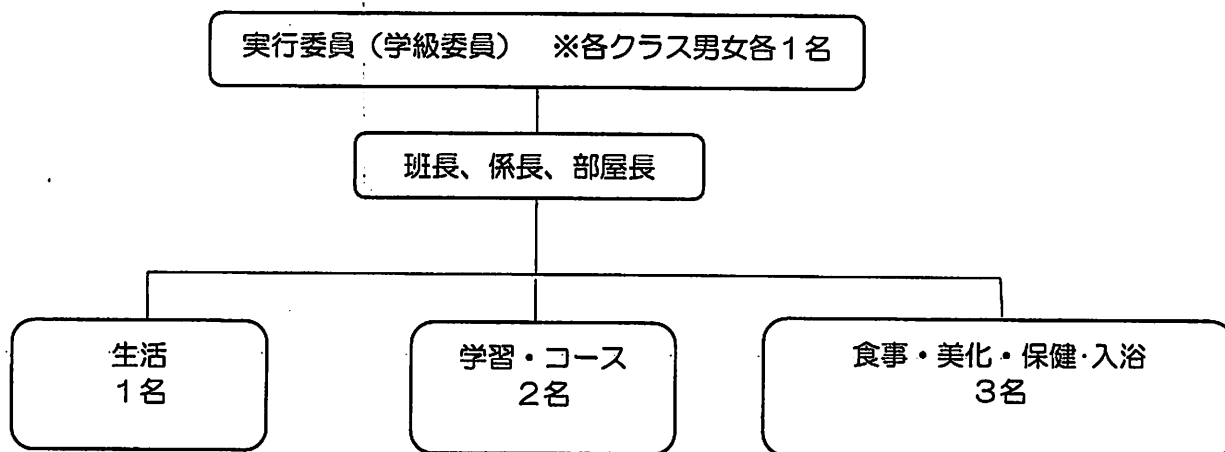 実行委員（学級委員）　※各クラス男女各１名
班長、係長、部屋長
生活
１名
学習・コース
２名
食事・美化・保健・入浴
３名